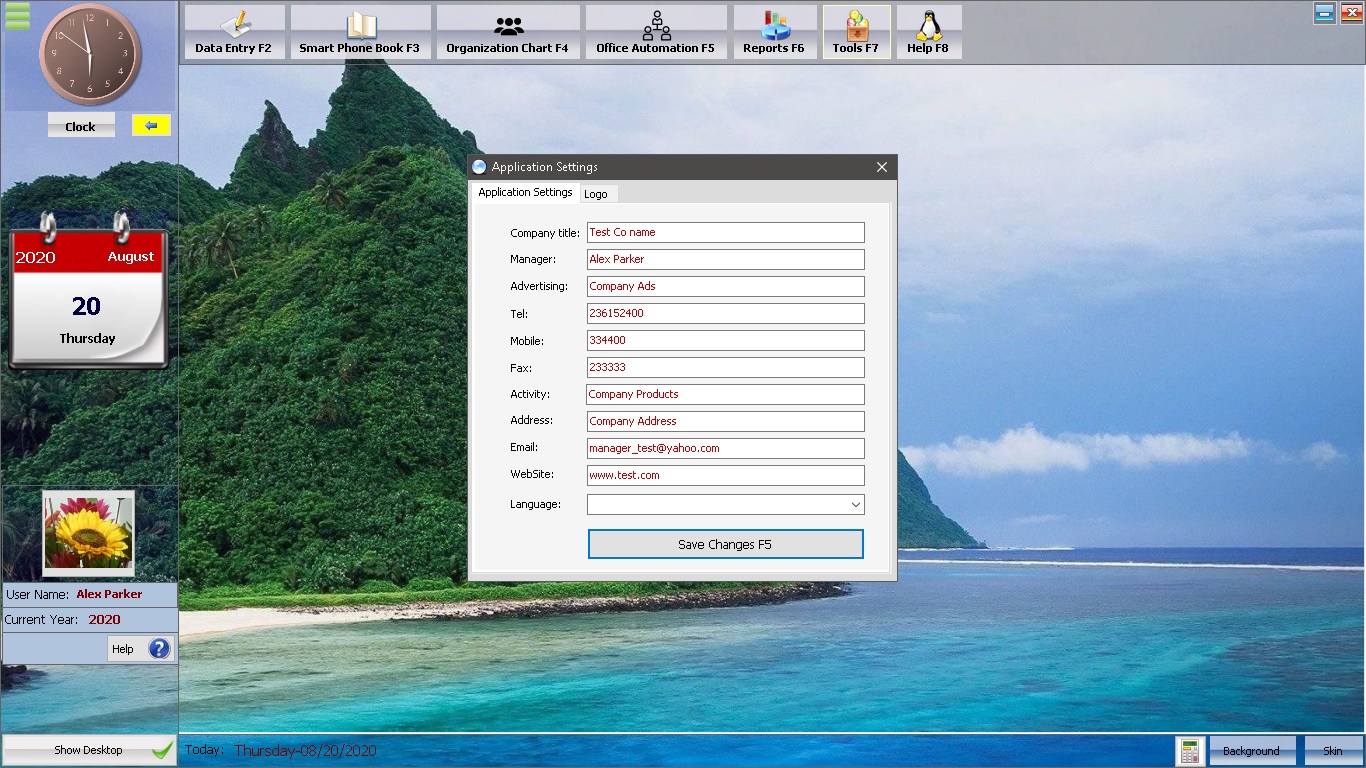 Data Entry F2
Smart Phone Book F3
Organization Chart F4
Office Automation F5
Reports F6
Tools F7
Help F8
12
1
2
3
4
5
6
7
8
9
10
11
Clock
2020 August
20
Thursday
Application Settings
Application Settings Logo
Company title: Test Co name
Manager: Alex Parker
Advertising: Company Ads
Tel: 236152400
Mobile: 334400
Fax: 233333
Activity: Company Products
Address: Company Address
Email: manager_test@yahoo.com
WebSite: www.test.com
Language:
Save Changes F5
User Name: Alex Parker
Current Year: 2020
Help ?
Show Desktop
Today: Thursday-08/20/2020
Background
Skin